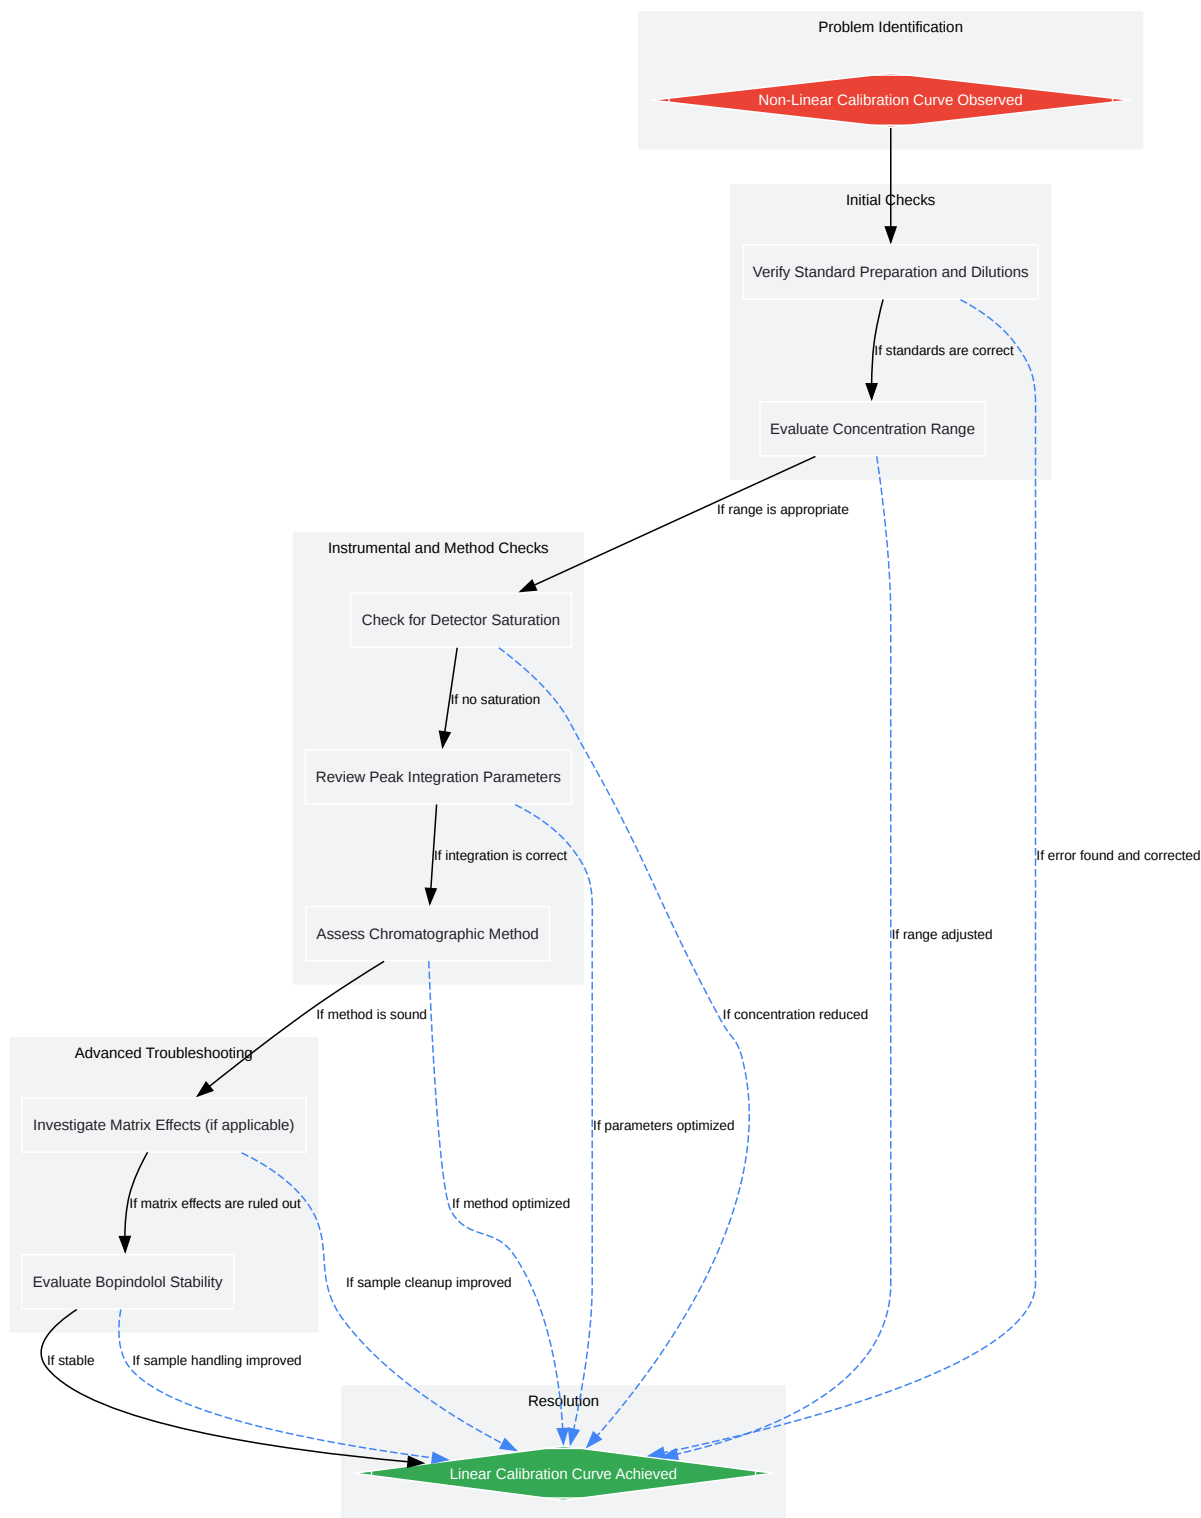 Problem Identification
Non-Linear Calibration Curve Observed
Initial Checks
Verify Standard Preparation and Dilutions
If standards are correct
Evaluate Concentration Range
If range is appropriate
Instrumental and Method Checks
Check for Detector Saturation
If no saturation
Review Peak Integration Parameters
If integration is correct
If error found and corrected
Assess Chromatographic Method
If range adjusted
If method is sound
If concentration reduced
Advanced Troubleshooting
Investigate Matrix Effects (if applicable)
If parameters optimized
If matrix effects are ruled out
If method optimized
Evaluate Bopindolol Stability
If sample cleanup improved
If stable
If sample handling improved
Resolution
Linear Calibration Curve Achieved